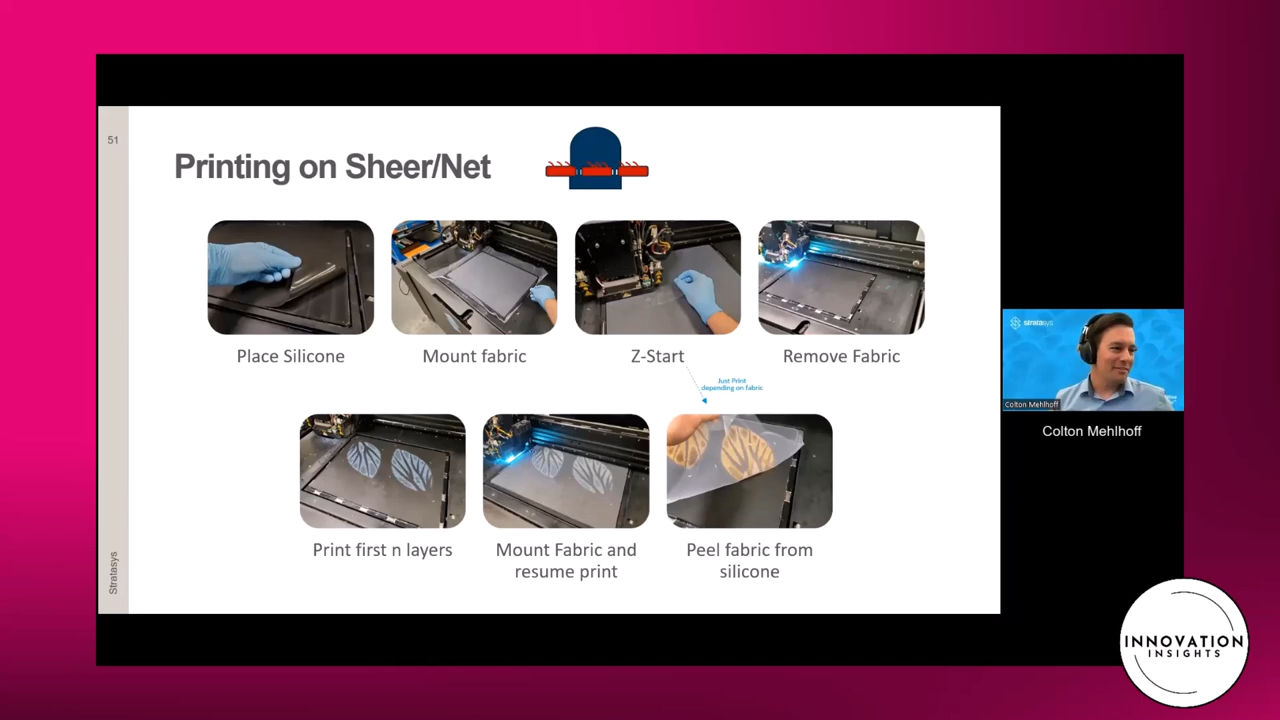 51
Printing on Sheer/Net
Place Silicone
Mount fabric
Z-Start
Remove Fabric
Just Print
depending on fabric
Print first n layers
Mount Fabric and
resume print
Peel fabric from
silicone
Stratasys
stratasys
Colton Mehlhoff
Colton Mehlhoff
INNOVATION
INSIGHTS